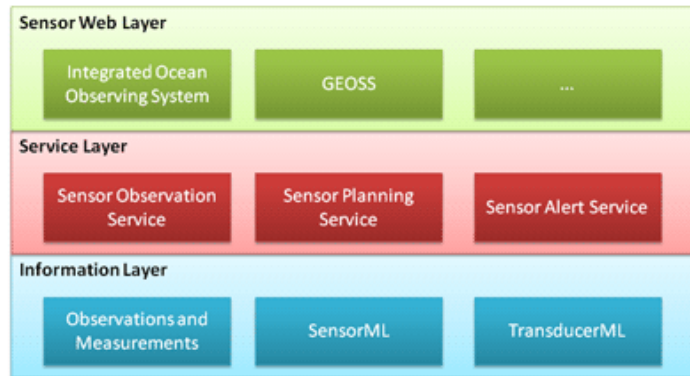 Sensor Web Layer
Integrated Ocean
Observing System
GEOSS
...
Service Layer
Sensor Observation
Service
Sensor Planning
Service
Sensor Alert Service
Information Layer
Observations and
Measurements
SensorML
TransducerML